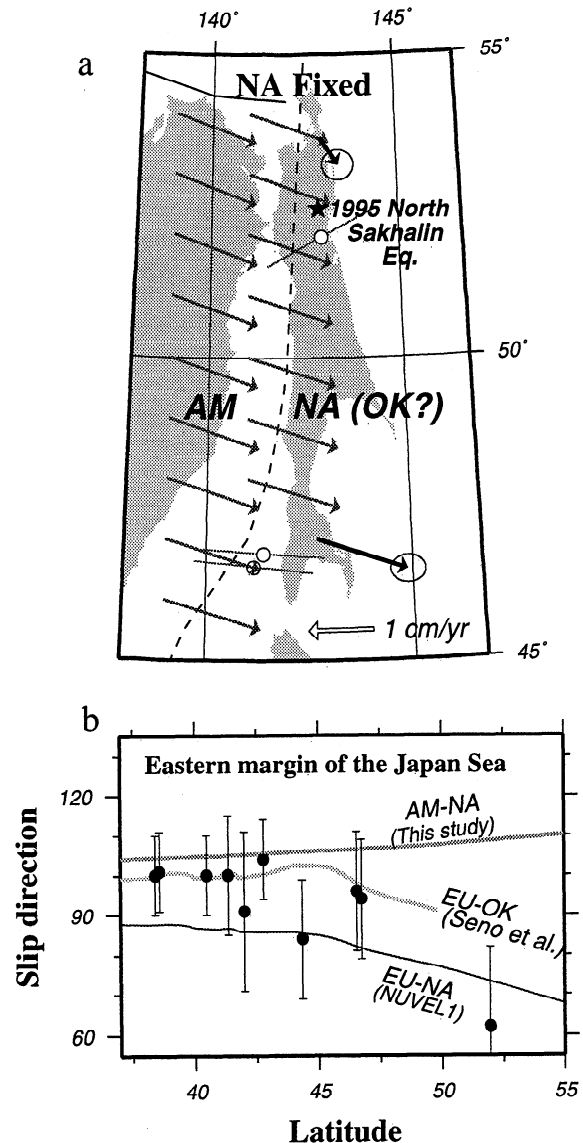 140° 145°
a
55°
NA Fixed
1995 North
Sakhalin
Eq.
50°
AM NA (OK?)
1 cm/yr
45°
b
Eastern margin of the Japan Sea
120
AM-NA
(This study)
90
EU-OK
(Seno et al.)
EU-NA
(NUVEL1)
60
Slip direction
40 45 50 55
Latitude